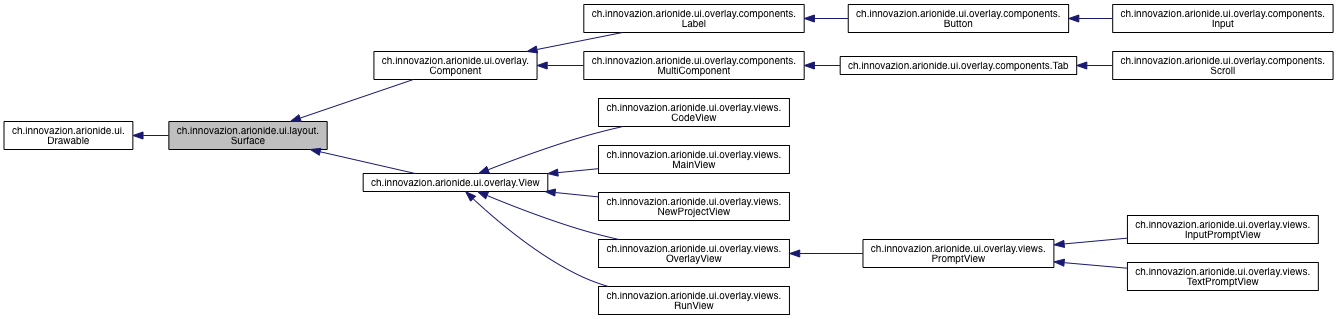 ch.innovazion.arionide.ui.overlay.components.
Label
ch.innovazion.arionide.ui.overlay.components.
Button
ch.innovazion.arionide.ui.overlay.components.
Input
ch.innovazion.arionide.ui.overlay.
Component
ch.innovazion.arionide.ui.overlay.components.
MultiComponent
ch.innovazion.arionide.ui.overlay.components.Tab
ch.innovazion.arionide.ui.overlay.components.
Scroll
ch.innovazion.arionide.ui.
Drawable
ch.innovazion.arionide.ui.layout.
Surface
ch.innovazion.arionide.ui.overlay.views.
CodeView
ch.innovazion.arionide.ui.overlay.views.
MainView
ch.innovazion.arionide.ui.overlay.View
ch.innovazion.arionide.ui.overlay.views.
NewProjectView
ch.innovazion.arionide.ui.overlay.views.
OverlayView
ch.innovazion.arionide.ui.overlay.views.
PromptView
ch.innovazion.arionide.ui.overlay.views.
InputPromptView
ch.innovazion.arionide.ui.overlay.views.
TextPromptView
ch.innovazion.arionide.ui.overlay.views.
RunView